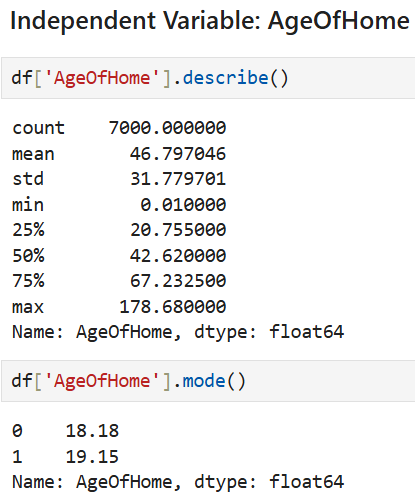 Independent Variable: AgeOfHome
df['AgeOfHome'].describe()
count    7000.000000
mean       46.797046
std        31.779701
min         0.010000
25%        20.755000
50%        42.620000
75%        67.232500
max       178.680000
Name: AgeOfHome, dtype: float64
df['AgeOfHome'].mode()
0    18.18
1    19.15
Name: AgeOfHome, dtype: float64